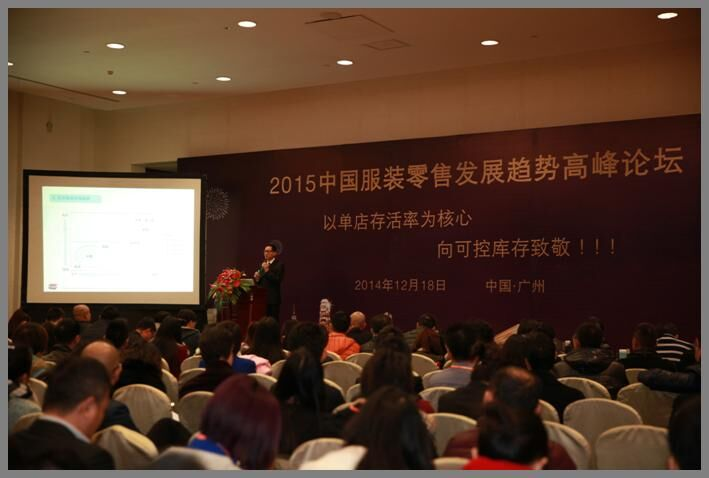 2015中国服装零售发展趋势高峰论坛
以单店存活率为核心
向可控库存致敬！！！
2014年12月18日 中国·广州